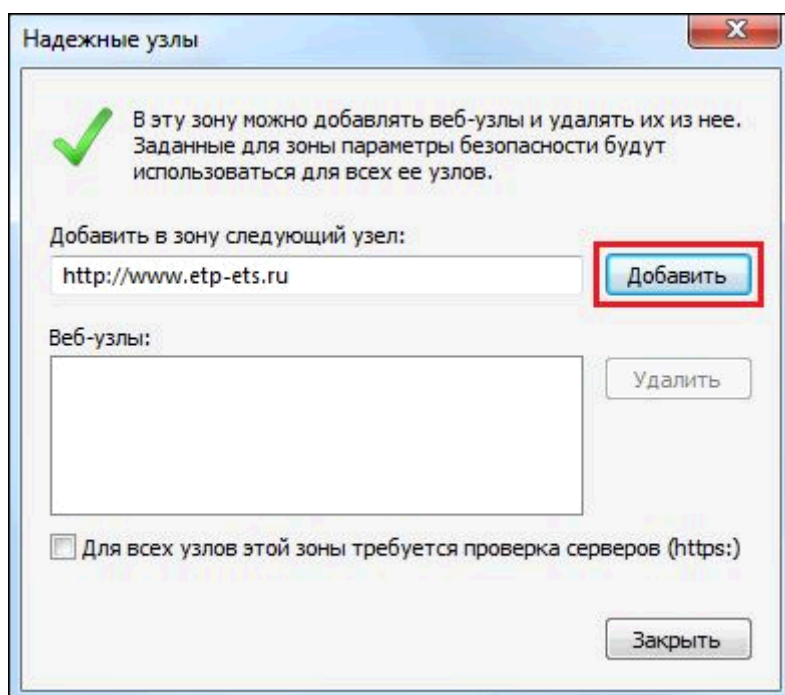 Надежные узлы
В эту зону можно добавлять веб-узлы и удалять их из нее.
Заданные для зоны параметры безопасности будут
использоваться для всех ее узлов.
Добавить в зону следующий узел:
http://www.etp-ets.ru
Добавить
Веб-узлы:
Удалить
Для всех узлов этой зоны требуется проверка серверов (https:)
Закрыть